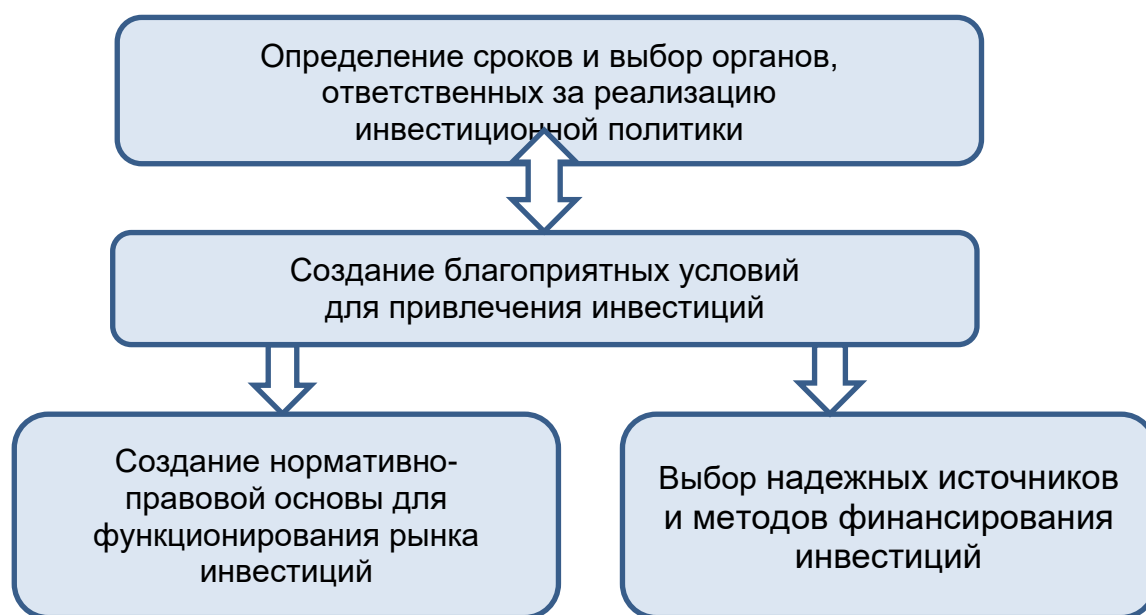 Определение сроков и выбор органов,
ответственных за реализацию
инвестиционной политики
Создание благоприятных условий
для привлечения инвестиций
Создание нормативно-
правовой основы для
функционирования рынка
инвестиций
Выбор надежных источников
и методов финансирования
инвестиций